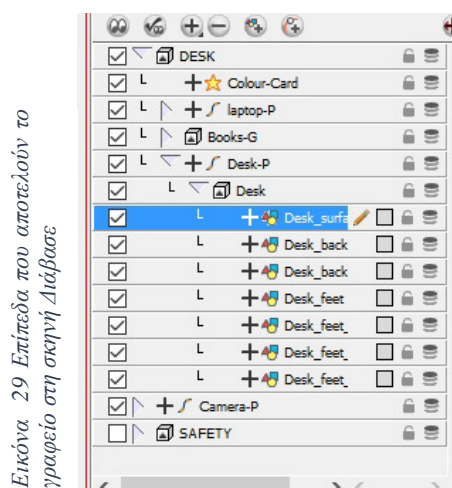 Εικόνα 29 Επίπεδα που αποτελούν το
γραφείο στη σκηνή Διάβασε
DESK
Colour-Card
laptop-P
Books-G
Desk-P
Desk
Desk_surfa
Desk_back
Desk_back
Desk_feet
Desk_feet_
Desk_feet_
Desk_feet_
Camera-P
SAFETY